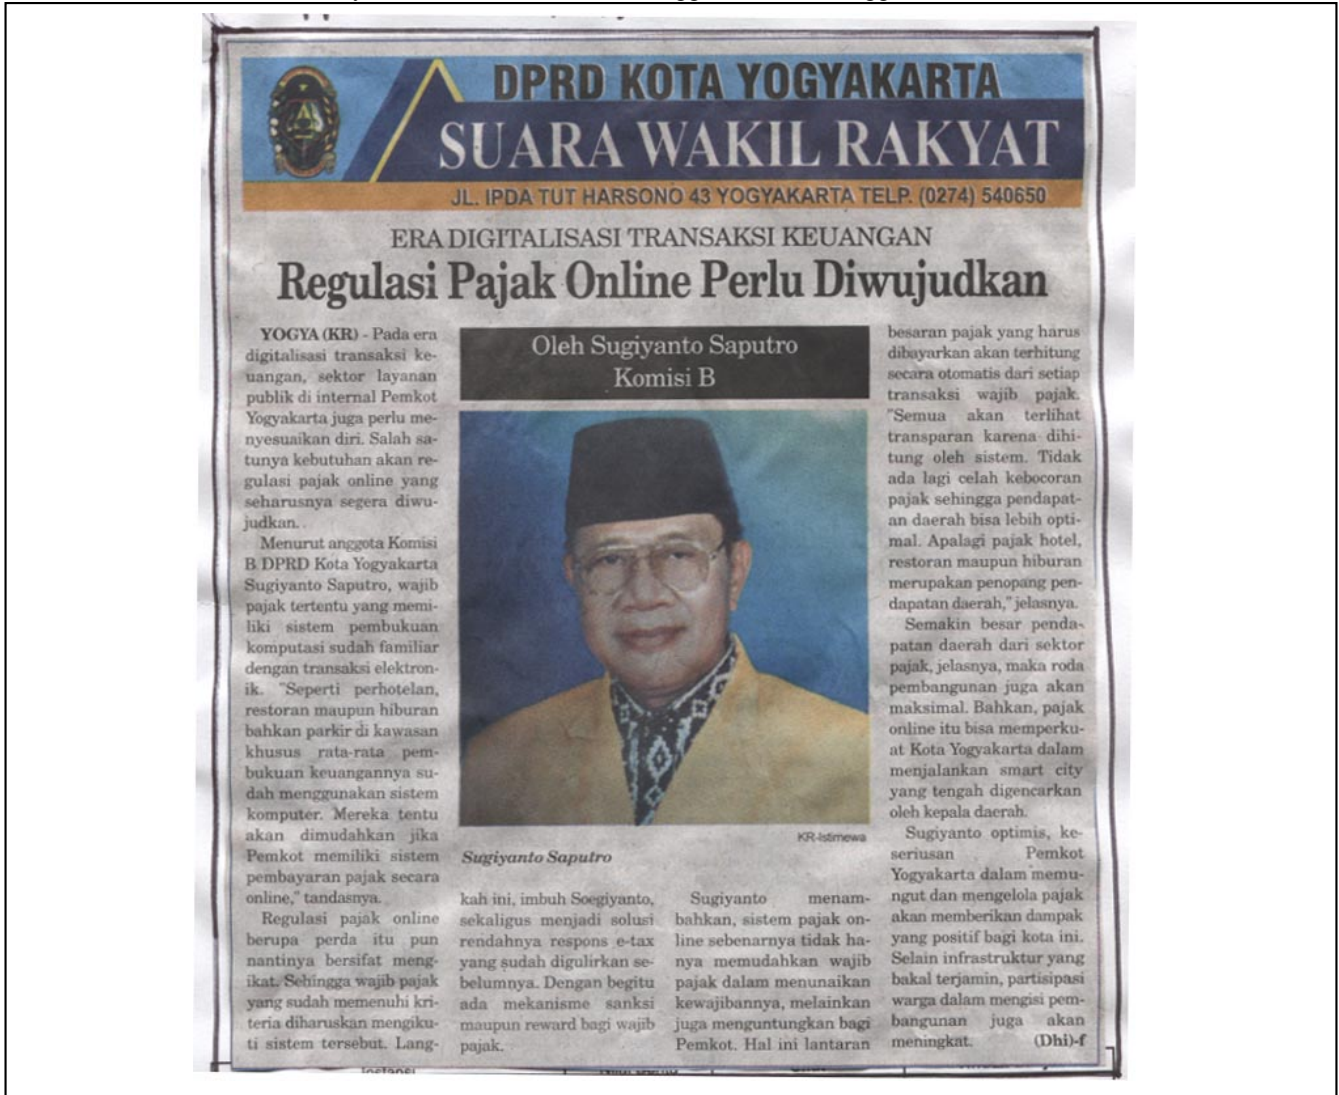 DPRD KOTA YOGYAKARTA
SUARA WAKIL RAKYAT
JL. IPDA TUT HARSONO 43 YOGYAKARTA TELP. (0274) 540650
ERA DIGITALISASI TRANSAKSI KEUANGAN
Regulasi Pajak Online Perlu Diwujudkan
YOGYA (KR) - Pada era
digitalisasi transaksi ke-
uangan, sektor layanan
publik di internal Pemkot
Yogyakarta juga perlu me-
nyesuaikan diri. Salah sa-
tunya kebutuhan akan re-
gulasi pajak online yang
seharusnya segera diwu-
judkan.
Menurut anggota Komisi
B DPRD Kota Yogyakarta
Sugiyanto Saputro, wajib
pajak tertentu yang memi-
liki sistem pembukuan
komputasi sudah familiar
dengan transaksi elektron-
ik. "Seperti perhotelan,
restoran maupun hiburan
bahkan parkir di kawasan
khusus rata-rata pem-
bukuan keuangannya su-
dah menggunakan sistem
komputer. Mereka tentu
akan dimudahkan jika
Pemkot memiliki sistem
pembayaran pajak secara
online," tandasnya.
Regulasi pajak online
berupa perda itu pun
nantinya bersifat meng-
ikat. Sehingga wajib pajak
yang sudah memenuhi kri-
teria diharuskan mengiku-
ti sistem tersebut. Lang-
Oleh Sugiyanto Saputro
Komisi B
KR-Istimewa
Sugiyanto Saputro
kah ini, imbuh Soegiyanto,
sekaligus menjadi solusi
rendahnya respons e-tax
yang sudah digulirkan se-
belumnya. Dengan begitu
ada mekanisme sanksi
maupun reward bagi wajib
pajak.
Sugiyanto menam-
bahkan, sistem pajak on-
line sebenarnya tidak ha-
nya memudahkan wajib
pajak dalam menunaikan
kewajibannya, melainkan
juga menguntungkan bagi
Pemkot. Hal ini lantaran
besaran pajak yang harus
dibayarkan akan terhitung
secara otomatis dari setiap
transaksi wajib pajak.
"Semua akan terlihat
transparan karena dihi-
tung oleh sistem. Tidak
ada lagi celah kebocoran
pajak sehingga pendapat-
an daerah bisa lebih opti-
mal. Apalagi pajak hotel,
restoran maupun hiburan
merupakan penopang pen-
dapatan daerah," jelasnya.
Semakin besar penda-
patan daerah dari sektor
pajak, jelasnya, maka roda
pembangunan juga akan
maksimal. Bahkan, pajak
online itu bisa memperku-
at Kota Yogyakarta dalam
menjalankan smart city
yang tengah digencarkan
oleh kepala daerah.
Sugiyanto optimis, ke-
seriusan Pemkot
Yogyakarta dalam memu-
ngut dan mengelola pajak
akan memberikan dampak
yang positif bagi kota ini.
Selain infrastruktur yang
bakal terjamin, partisipasi
warga dalam mengisi pem-
bangunan juga akan
meningkat. (Dhi)-f